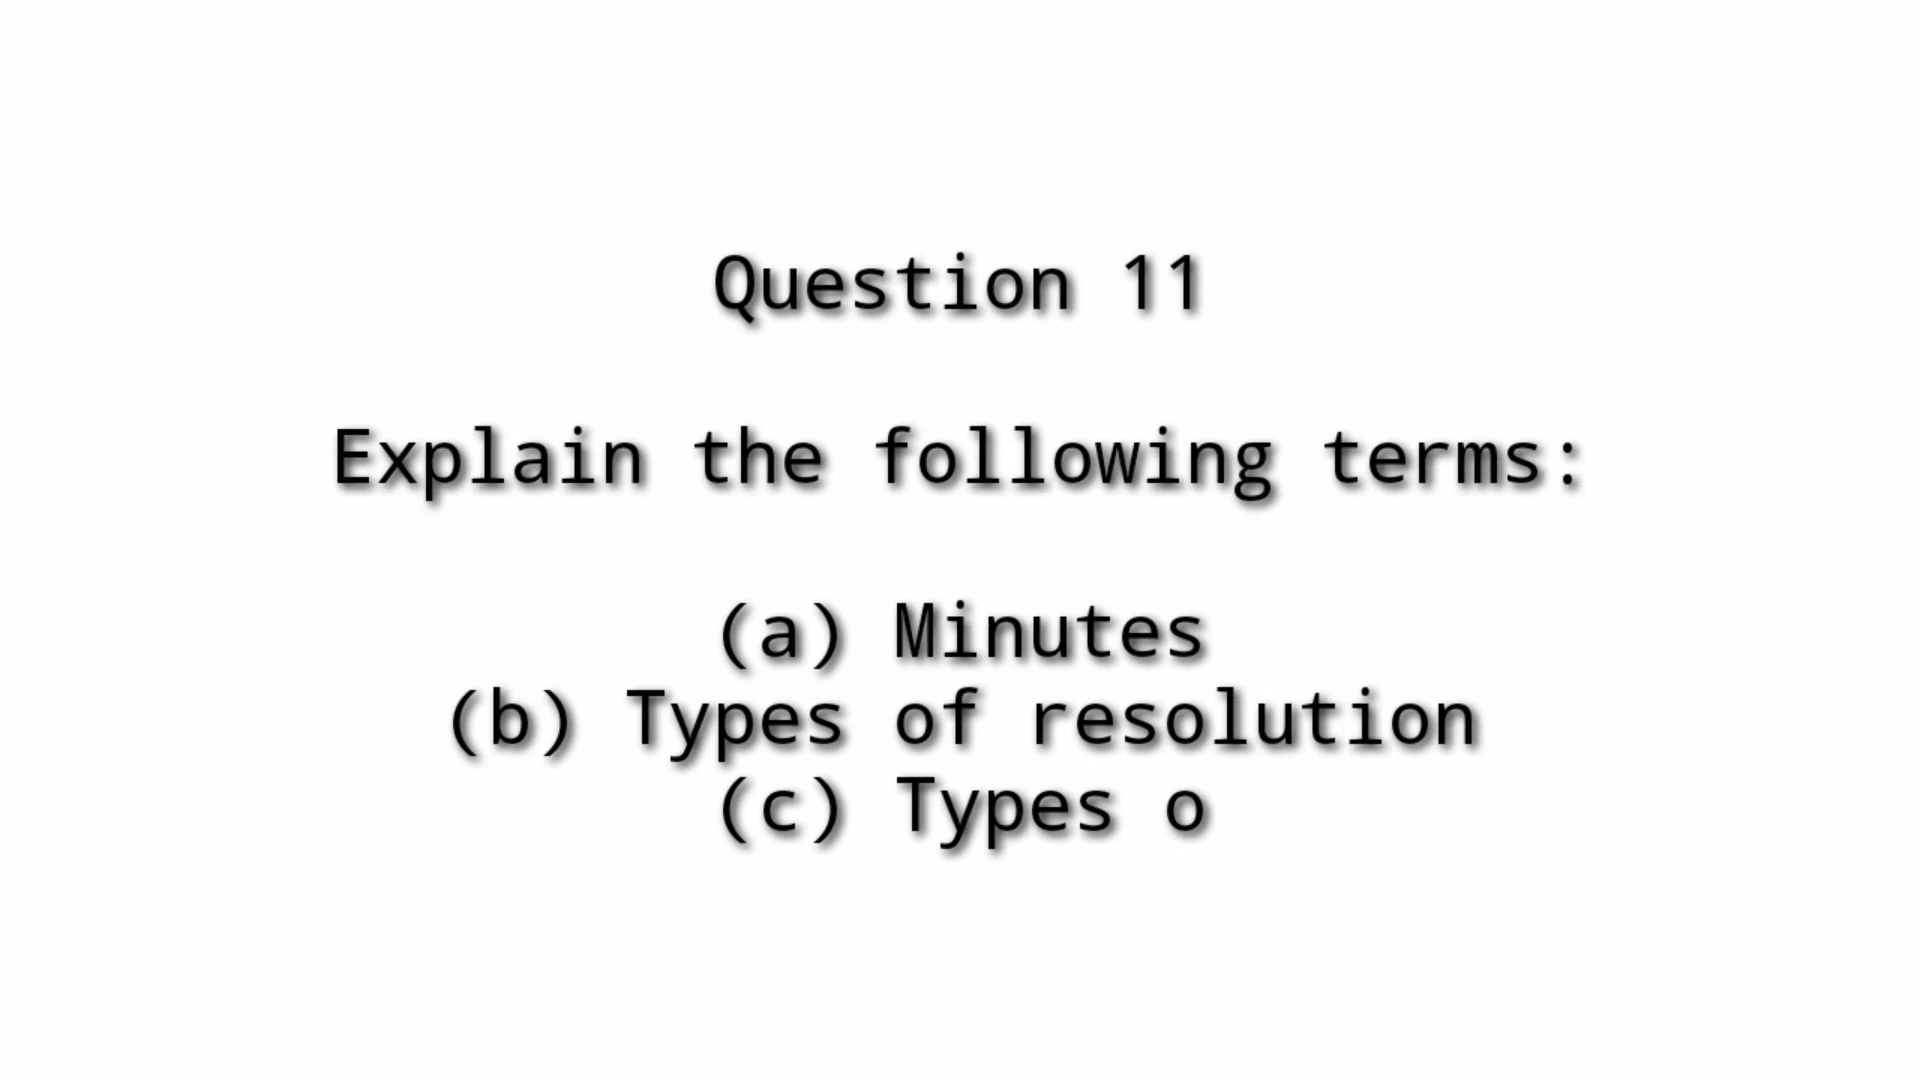 Question 11
Explain the following terms:
(a) Minutes
(b) Types of resolution
(c) Types o